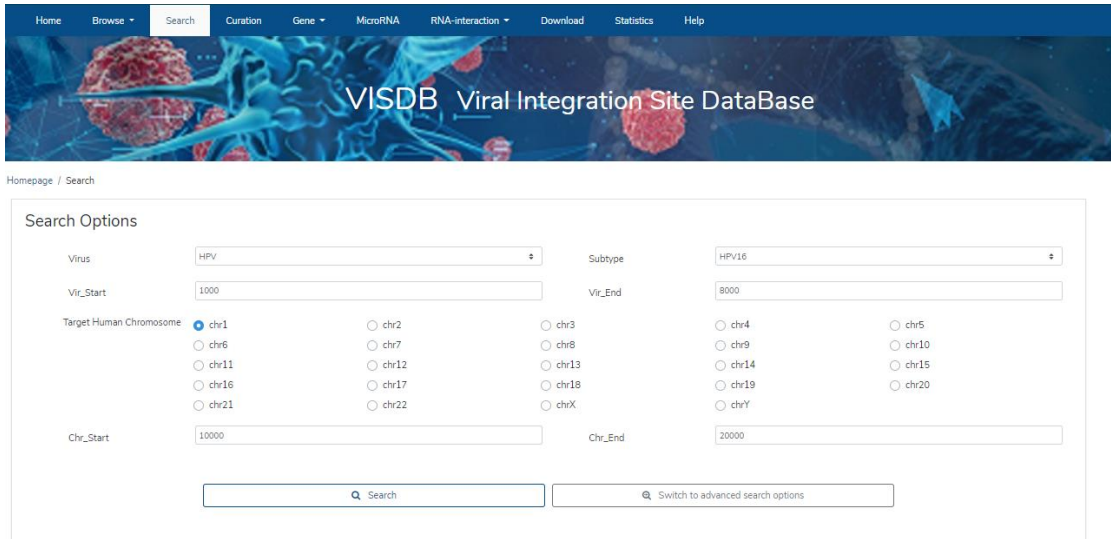 Home Browse Search Curation Gene MicroRNA RNA-interaction Download Statistics Help
VISDB Viral Integration Site DataBase
Homepage / Search
Search Options
Virus HPV Subtype HPV16
Vir_Start 1000 Vir_End 8000
Target Human Chromosome chr1 chr2 chr3 chr4 chr5
chr6 chr7 chr8 chr9 chr10
chr11 chr12 chr13 chr14 chr15
chr16 chr17 chr18 chr19 chr20
chr21 chr22 chrX chrY
Chr_Start 10000 Chr_End 20000
Search Switch to advanced search options